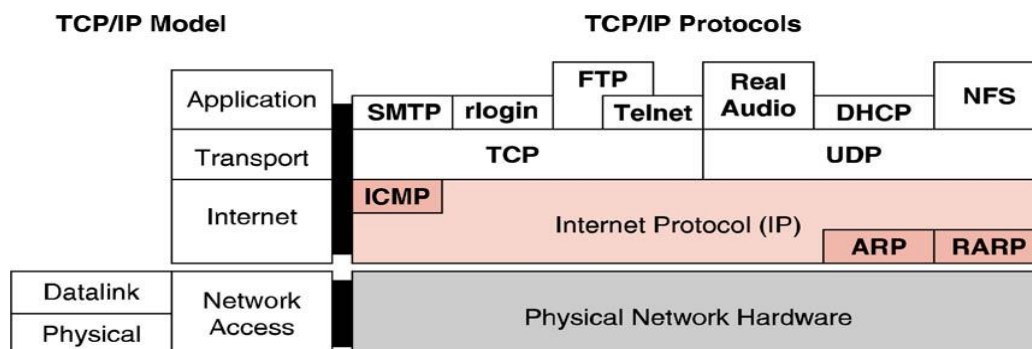 TCP/IP Model
TCP/IP Protocols
Application
FTP
Real
Audio
NFS
SMTP
rlogin
Telnet
DHCP
Transport
TCP
UDP
Internet
ICMP
Internet Protocol (IP)
ARP
RARP
Datalink
Physical
Network
Access
Physical Network Hardware